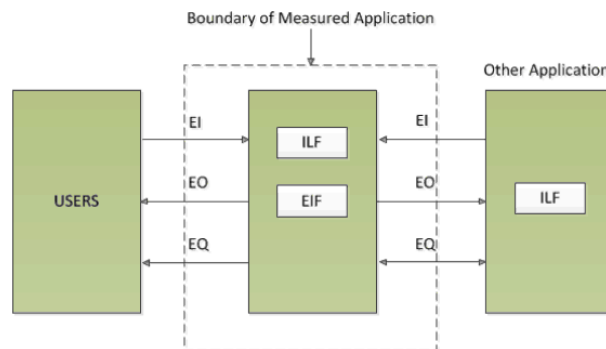 Boundary of Measured Application
Other Application
EI
EI
ILF
EO
EO
USERS
EIF
ILF
EQ
EQ